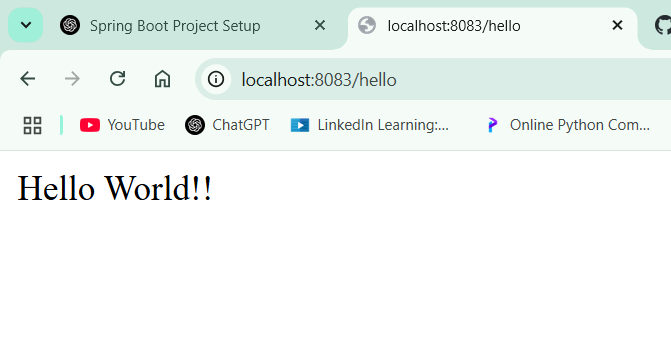 Spring Boot Project Setup
localhost:8083/hello
localhost:8083/hello
YouTube
ChatGPT
LinkedIn Learning:...
Online Python Com...
Hello World!!